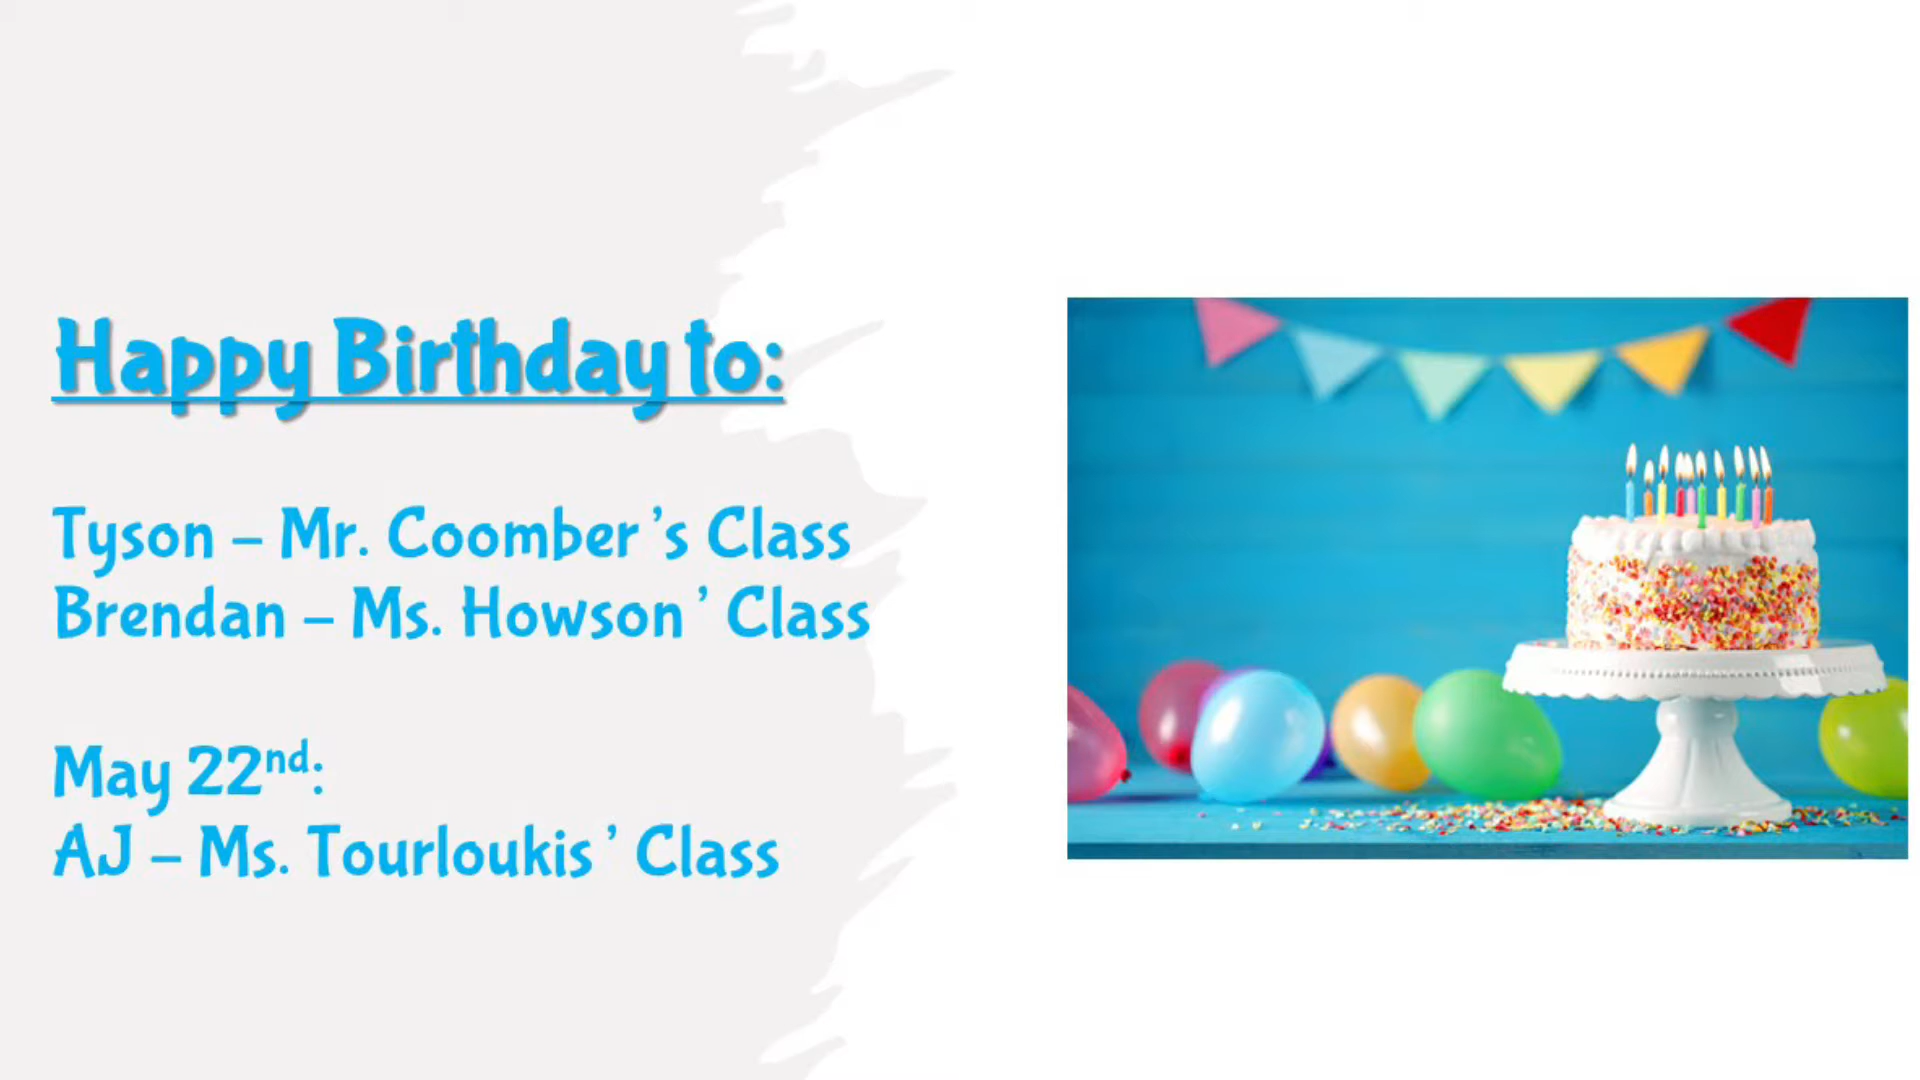 Happy Birthday to:
Tyson – Mr. Coomber's Class
Brendan – Ms. Howson' Class
May 22nd:
AJ – Ms. Tourloukis' Class